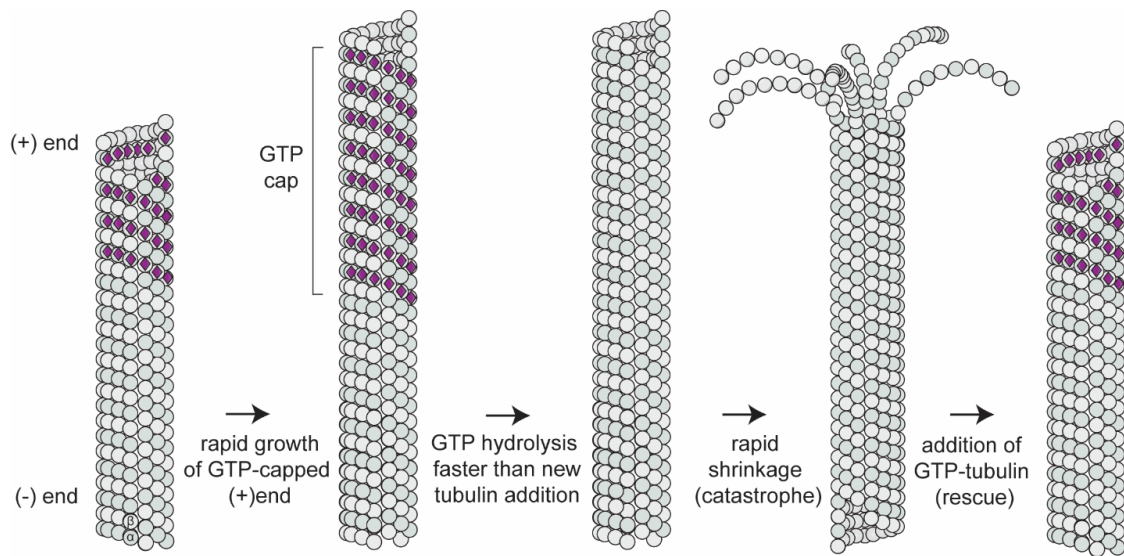 (+) end
GTP
cap
(-) end
β
α
rapid growth
of GTP-capped
(+)end
GTP hydrolysis
faster than new
tubulin addition
rapid
shrinkage
(catastrophe)
addition of
GTP-tubulin
(rescue)